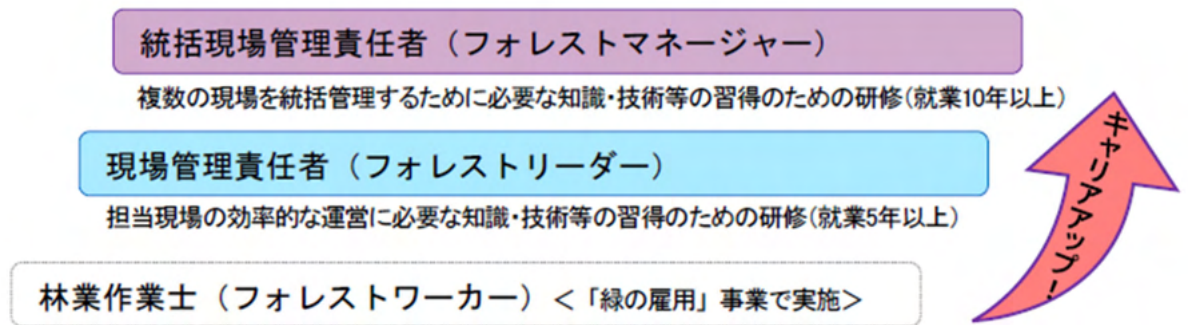 統括現場管理責任者（フォレストマネージャー）
複数の現場を統括管理するために必要な知識・技術等の習得のための研修(就業10年以上)
現場管理責任者（フォレストリーダー）
担当現場の効率的な運営に必要な知識・技術等の習得のための研修(就業5年以上)
林業作業士（フォレストワーカー）＜「緑の雇用」事業で実施＞
キャリアアップ！